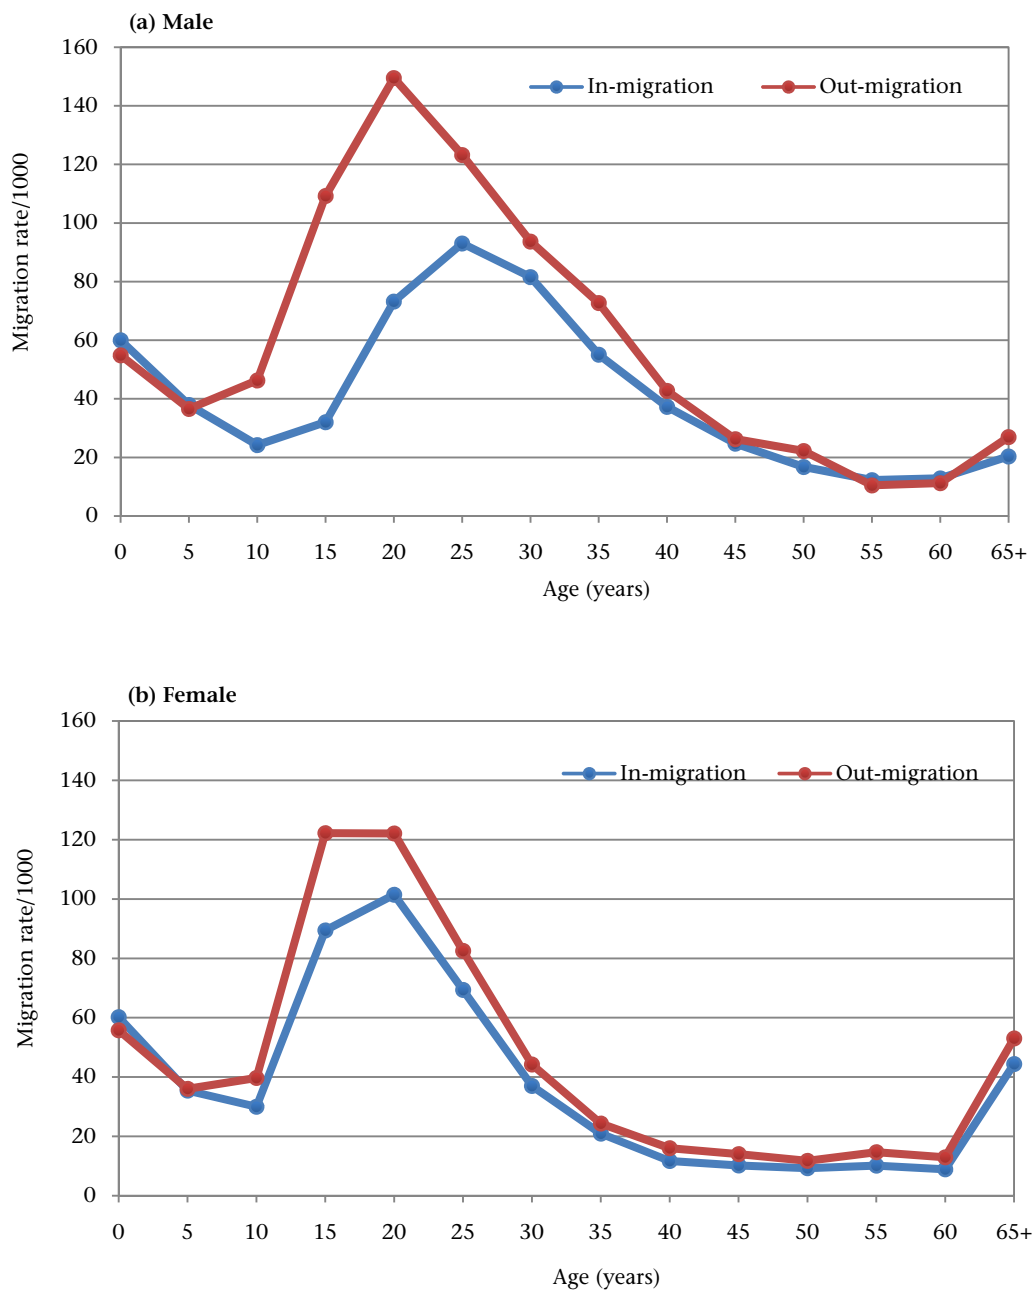 (a) Male
160
140
120
100
80
60
40
20
0
Migration rate/1000
In-migration Out-migration
0 5 10 15 20 25 30 35 40 45 50 55 60 65+
Age (years)
(b) Female
160
140
120
100
80
60
40
20
0
Migration rate/1000
In-migration Out-migration
0 5 10 15 20 25 30 35 40 45 50 55 60 65+
Age (years)